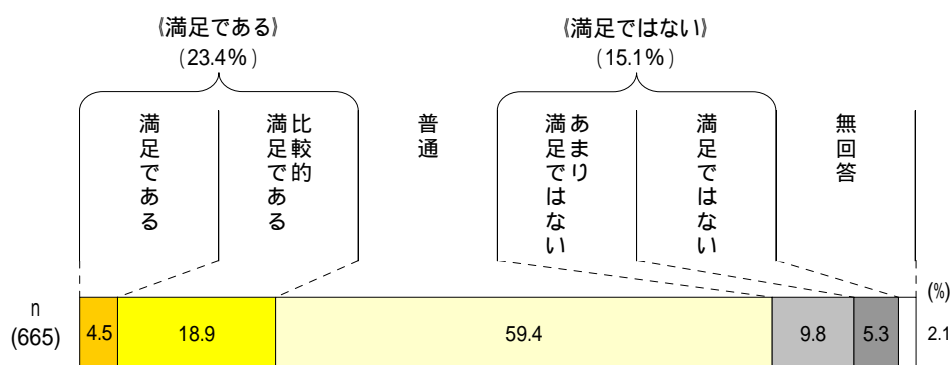 《満足である》
(23.4%)
《満足ではない》
(15.1%)
満足である
比較的
満足である
普通
あまり
満足ではない
満足ではない
無回答
(%)
n
(665)
4.5
18.9
59.4
9.8
5.3
2.1